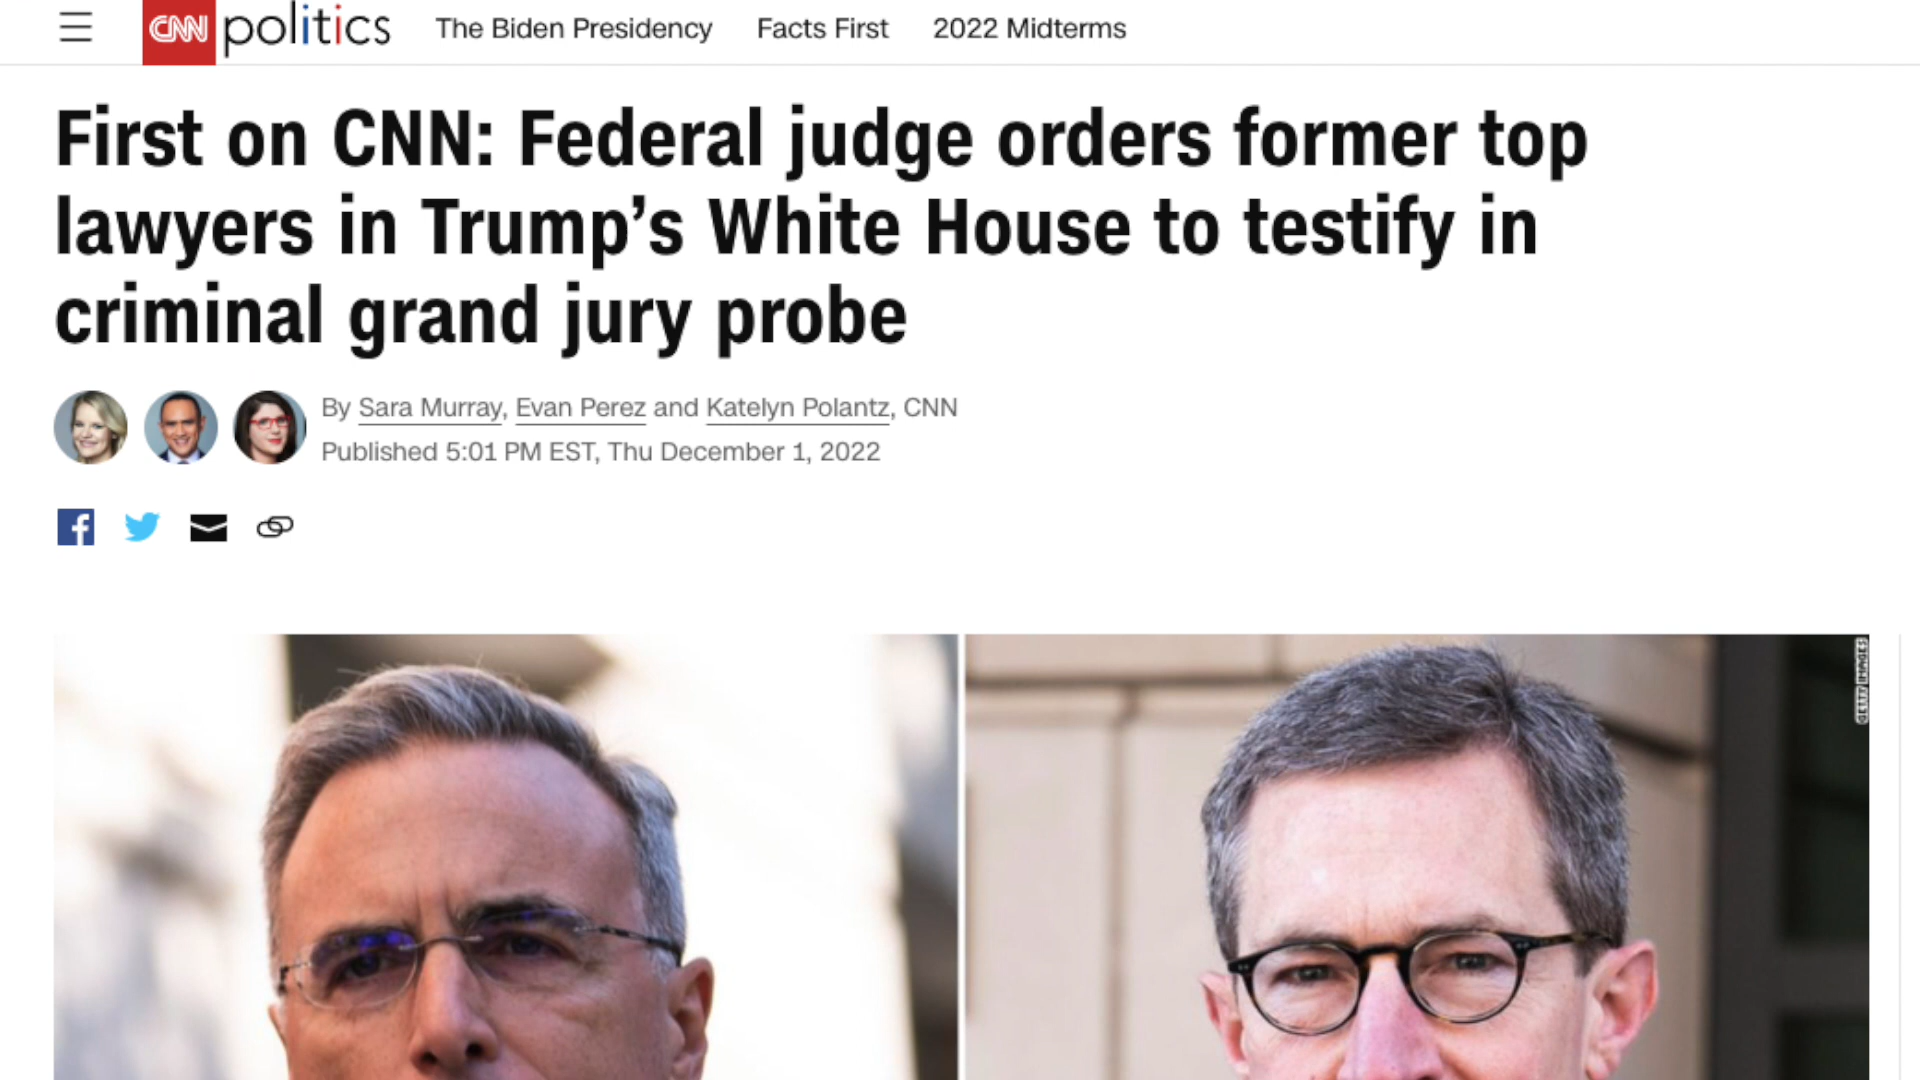 CNN politics The Biden Presidency Facts First 2022 Midterms
First on CNN: Federal judge orders former top
lawyers in Trump’s White House to testify in
criminal grand jury probe
By Sara Murray, Evan Perez and Katelyn Polantz, CNN
Published 5:01 PM EST, Thu December 1, 2022
GETTY IMAGES